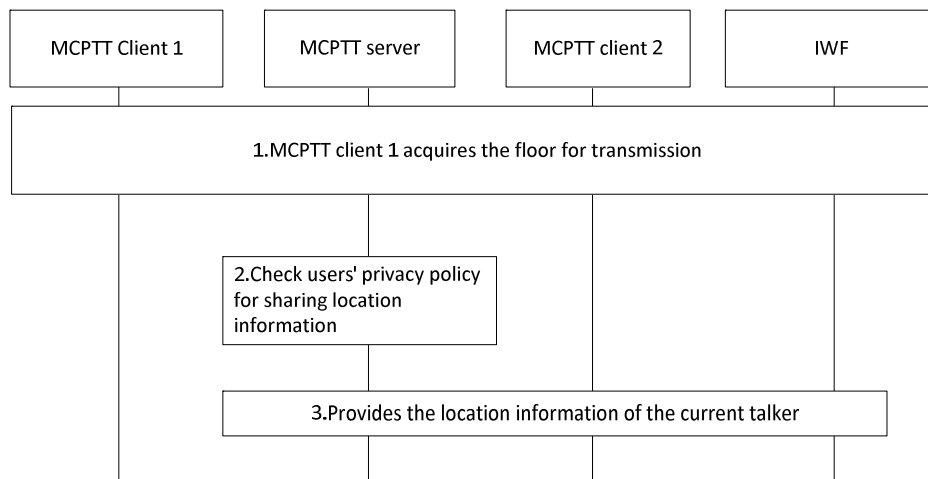 MCPTT Client 1
MCPTT server
MCPTT client 2
IWF
1.MCPTT client 1 acquires the floor for transmission
2.Check users' privacy policy
for sharing location
information
3.Provides the location information of the current talker